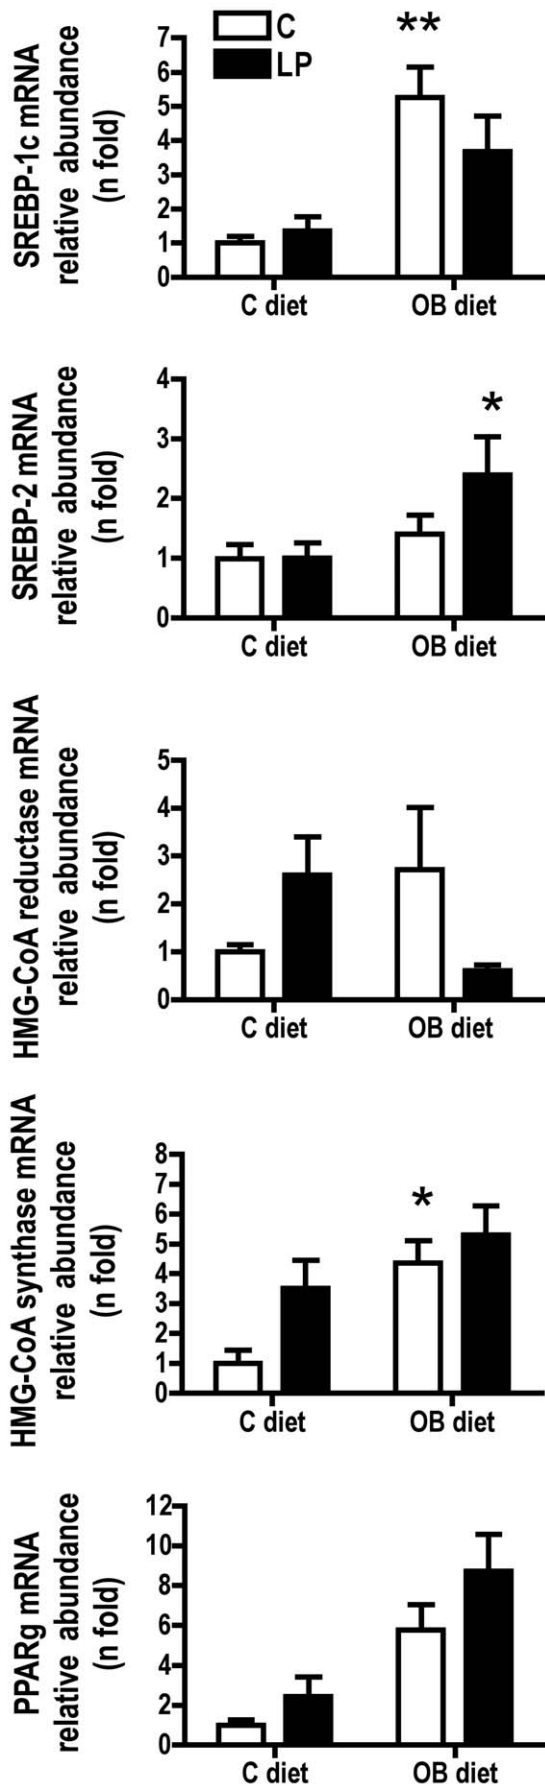 C
LP
SREBP-1c mRNA
relative abundance
(n fold)
7
6
5
4
3
2
1
0
**
C diet
OB diet
SREBP-2 mRNA
relative abundance
(n fold)
4
3
2
1
0
*
C diet
OB diet
HMG-CoA reductase mRNA
relative abundance
(n fold)
5
4
3
2
1
0
C diet
OB diet
HMG-CoA synthase mRNA
relative abundance
(n fold)
8
7
6
5
4
3
2
1
0
*
C diet
OB diet
PPARg mRNA
relative abundance
(n fold)
12
10
8
6
4
2
0
C diet
OB diet